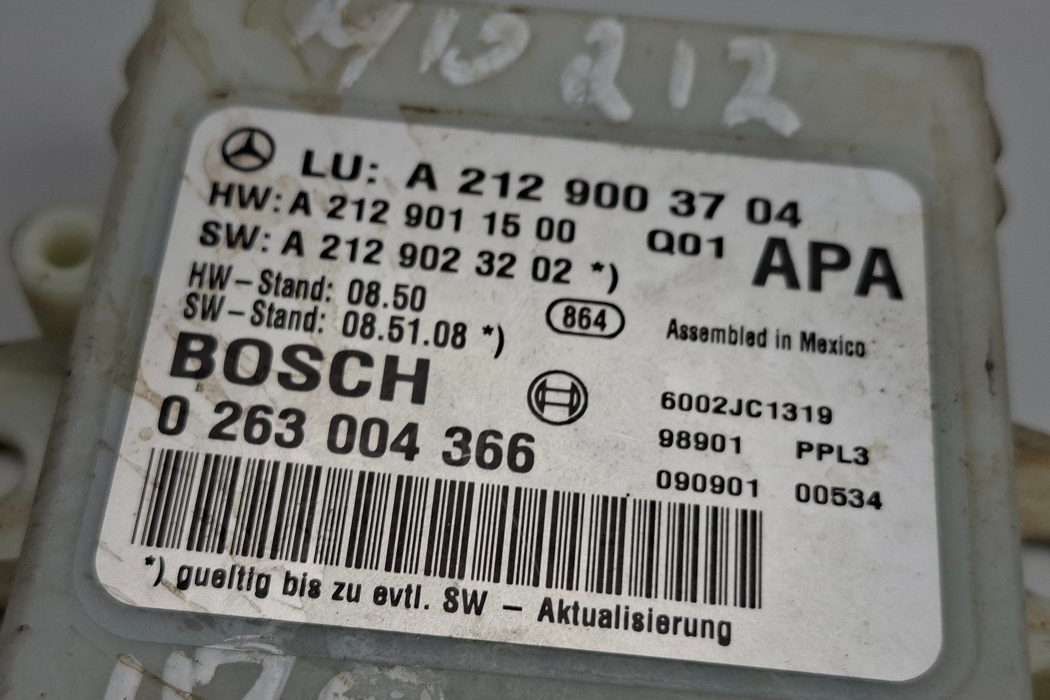 212
LU: A 212 900 37 04
HW: A 212 901 15 00 Q01 APA
SW: A 212 902 32 02 *)
HW-Stand: 08.50 864 Assembled in Mexico
SW-Stand: 08.51.08 *)
BOSCH 6002JC1319
0 263 004 366 98901 PPL3
090901 00534
*) gueltig bis zu evtl. SW - Aktualisierung